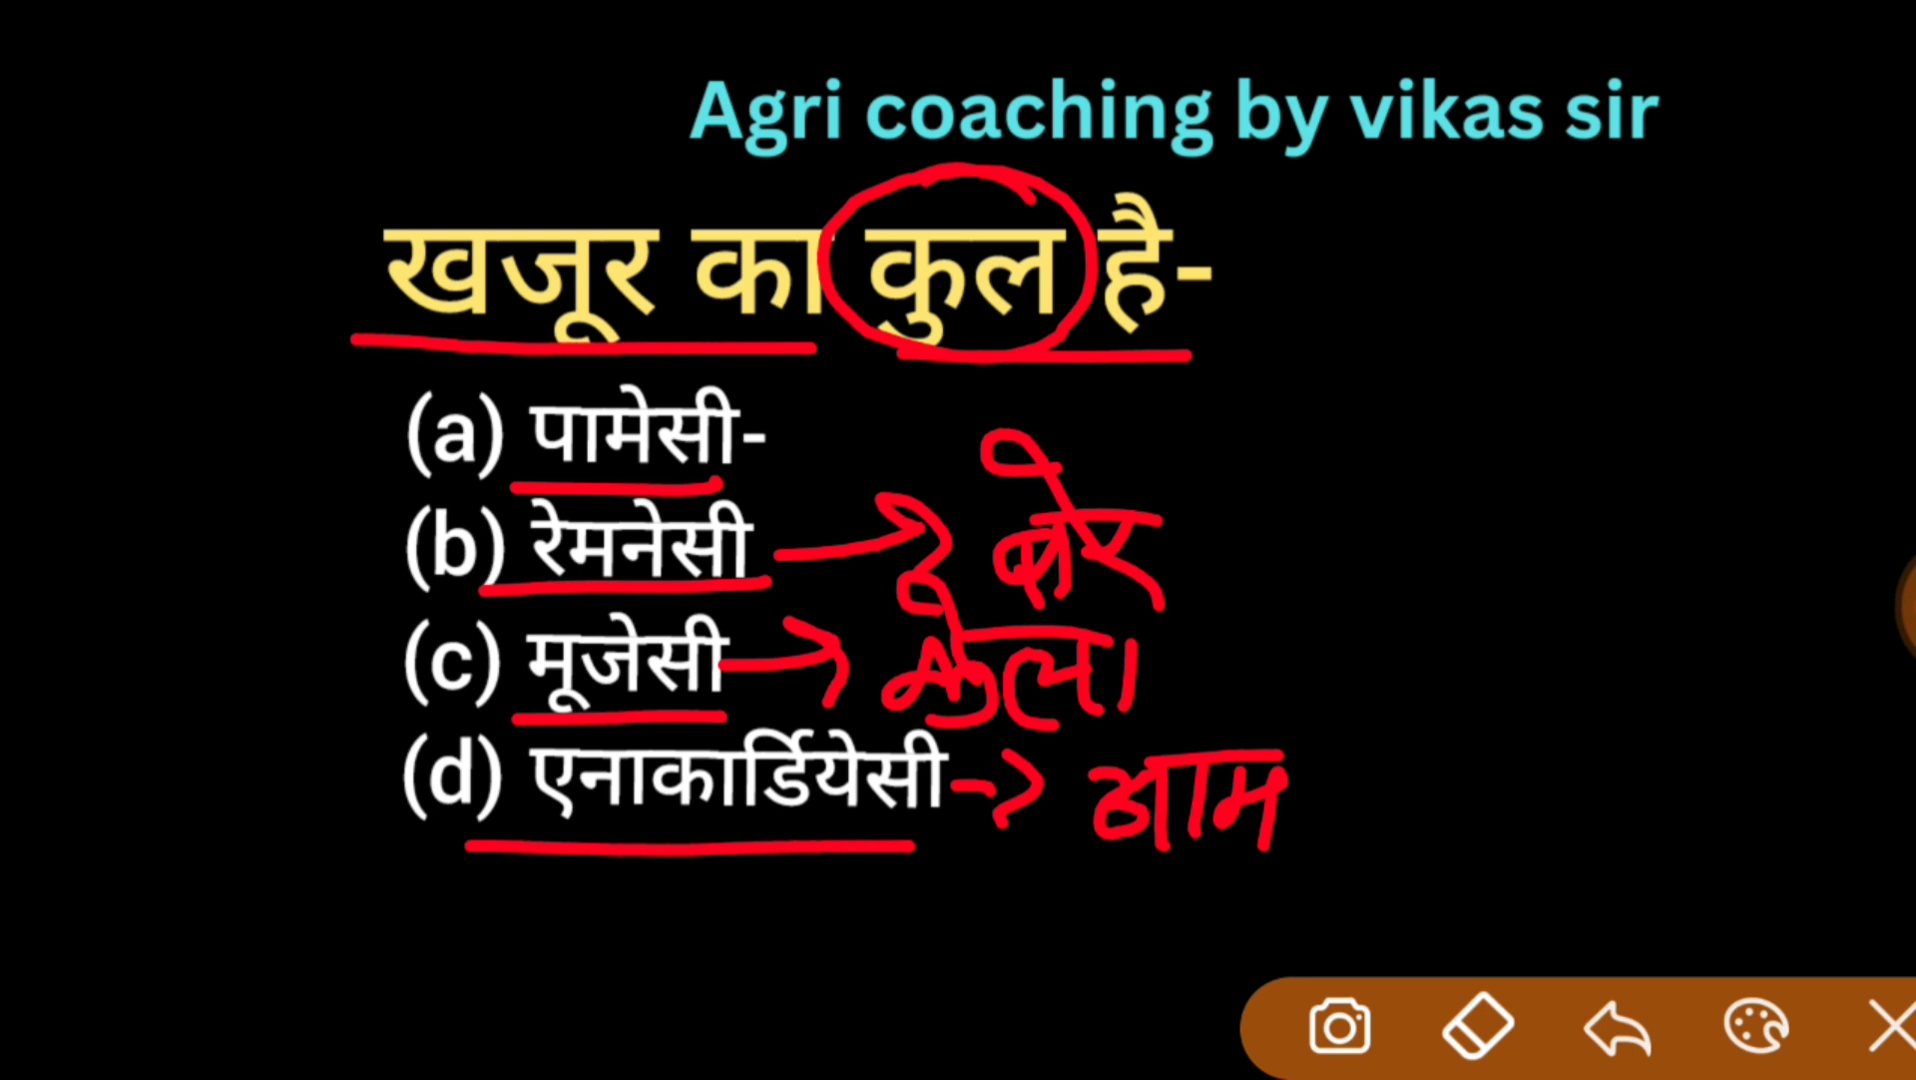 Agri coaching by vikas sir
खजूर का कुल है-
(a) पामेसी-
(b) रेमनेसी → बेर
(c) मूजेसी → केला
(d) एनाकार्डियेसी → आम